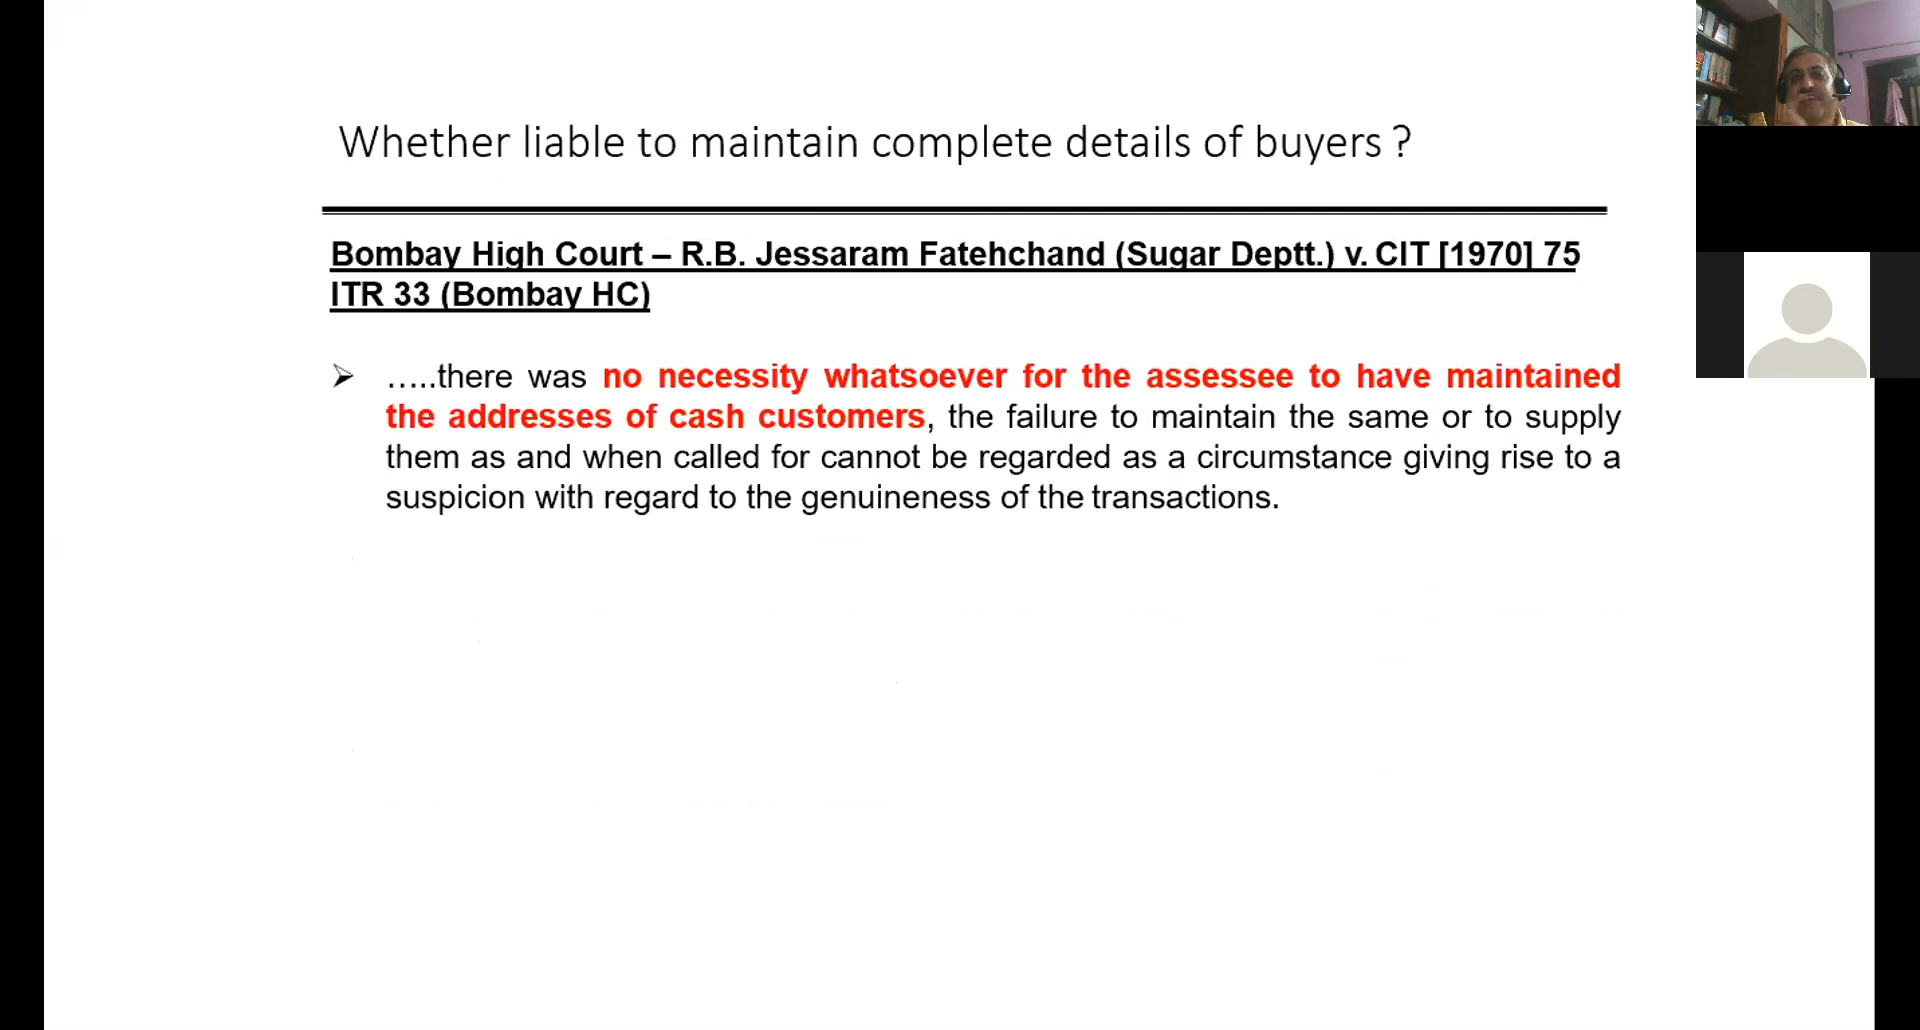 Whether liable to maintain complete details of buyers ?
Bombay High Court – R.B. Jessaram Fatehchand (Sugar Deptt.) v. CIT [1970] 75
ITR 33 (Bombay HC)
➢ …..there was no necessity whatsoever for the assessee to have maintained
the addresses of cash customers, the failure to maintain the same or to supply
them as and when called for cannot be regarded as a circumstance giving rise to a
suspicion with regard to the genuineness of the transactions.